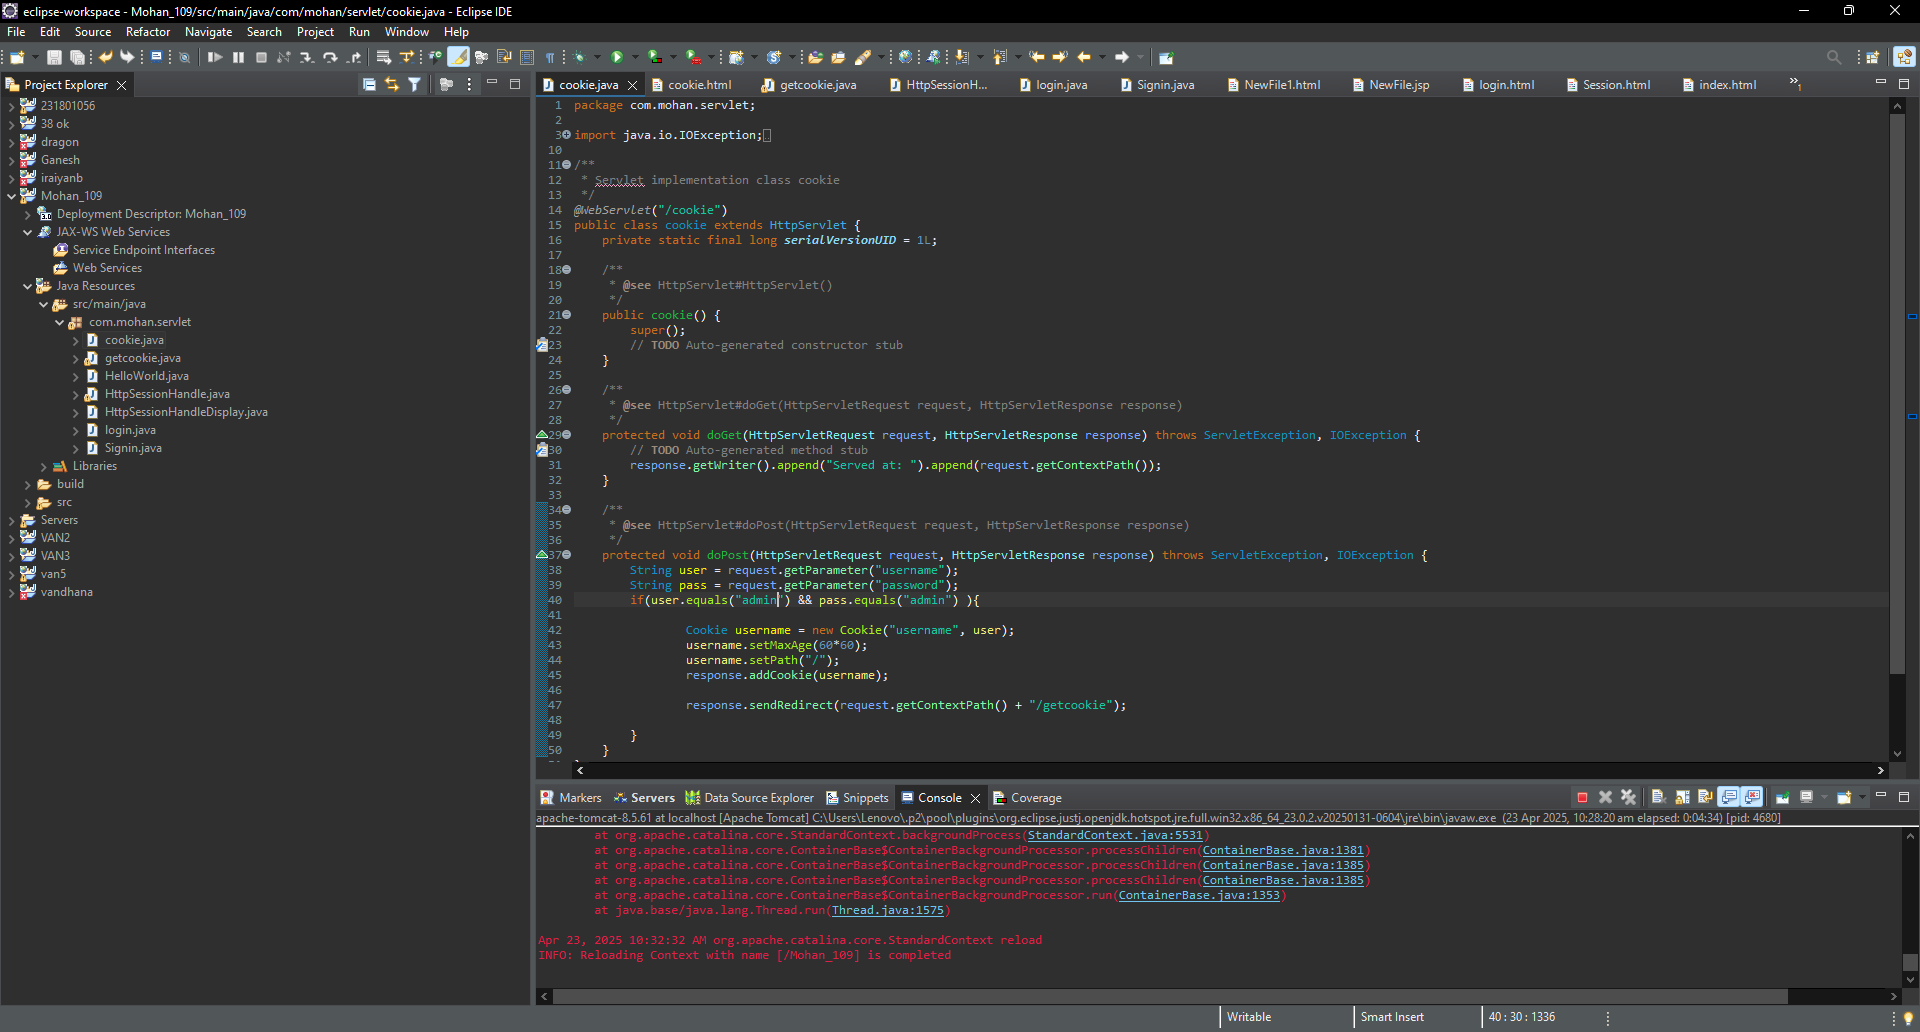 eclipse-workspace - Mohan_109/src/main/java/com/mohan/servlet/cookie.java - Eclipse IDE
File Edit Source Refactor Navigate Search Project Run Window Help
Project Explorer
231801056
38 ok
dragon
Ganesh
iraiyanb
Mohan_109
Deployment Descriptor: Mohan_109
JAX-WS Web Services
Service Endpoint Interfaces
Web Services
Java Resources
src/main/java
com.mohan.servlet
cookie.java
getcookie.java
HelloWorld.java
HttpSessionHandle.java
HttpSessionHandleDisplay.java
login.java
Signin.java
Libraries
build
src
Servers
VAN2
VAN3
van5
vandhana
cookie.java cookie.html getcookie.java HttpSessionH... login.java Signin.java NewFile1.html NewFile.jsp login.html Session.html index.html »1
1 package com.mohan.servlet;
2
3 import java.io.IOException;
10
11 /**
12 * Servlet implementation class cookie
13 */
14 @WebServlet("/cookie")
15 public class cookie extends HttpServlet {
16 private static final long serialVersionUID = 1L;
17
18 /**
19 * @see HttpServlet#HttpServlet()
20 */
21 public cookie() {
22 super();
23 // TODO Auto-generated constructor stub
24 }
25
26 /**
27 * @see HttpServlet#doGet(HttpServletRequest request, HttpServletResponse response)
28 */
29 protected void doGet(HttpServletRequest request, HttpServletResponse response) throws ServletException, IOException {
30 // TODO Auto-generated method stub
31 response.getWriter().append("Served at: ").append(request.getContextPath());
32 }
33
34 /**
35 * @see HttpServlet#doPost(HttpServletRequest request, HttpServletResponse response)
36 */
37 protected void doPost(HttpServletRequest request, HttpServletResponse response) throws ServletException, IOException {
38 String user = request.getParameter("username");
39 String pass = request.getParameter("password");
40 if(user.equals("admin") && pass.equals("admin") ){
41
42 Cookie username = new Cookie("username", user);
43 username.setMaxAge(60*60);
44 username.setPath("/");
45 response.addCookie(username);
46
47 response.sendRedirect(request.getContextPath() + "/getcookie");
48
49 }
50 }
Markers Servers Data Source Explorer Snippets Console Coverage
apache-tomcat-8.5.61 at localhost [Apache Tomcat] C:\Users\Lenovo\.p2\pool\plugins\org.eclipse.justj.openjdk.hotspot.jre.full.win32.x86_64_23.0.2.v20250131-0604\jre\bin\javaw.exe (23 Apr 2025, 10:28:20 am elapsed: 0:04:34) [pid: 4680]
at org.apache.catalina.core.StandardContext.backgroundProcess(StandardContext.java:5531)
at org.apache.catalina.core.ContainerBase$ContainerBackgroundProcessor.processChildren(ContainerBase.java:1381)
at org.apache.catalina.core.ContainerBase$ContainerBackgroundProcessor.processChildren(ContainerBase.java:1385)
at org.apache.catalina.core.ContainerBase$ContainerBackgroundProcessor.processChildren(ContainerBase.java:1385)
at org.apache.catalina.core.ContainerBase$ContainerBackgroundProcessor.run(ContainerBase.java:1353)
at java.base/java.lang.Thread.run(Thread.java:1575)
Apr 23, 2025 10:32:32 AM org.apache.catalina.core.StandardContext reload
INFO: Reloading Context with name [/Mohan_109] is completed
Writable Smart Insert 40 : 30 : 1336